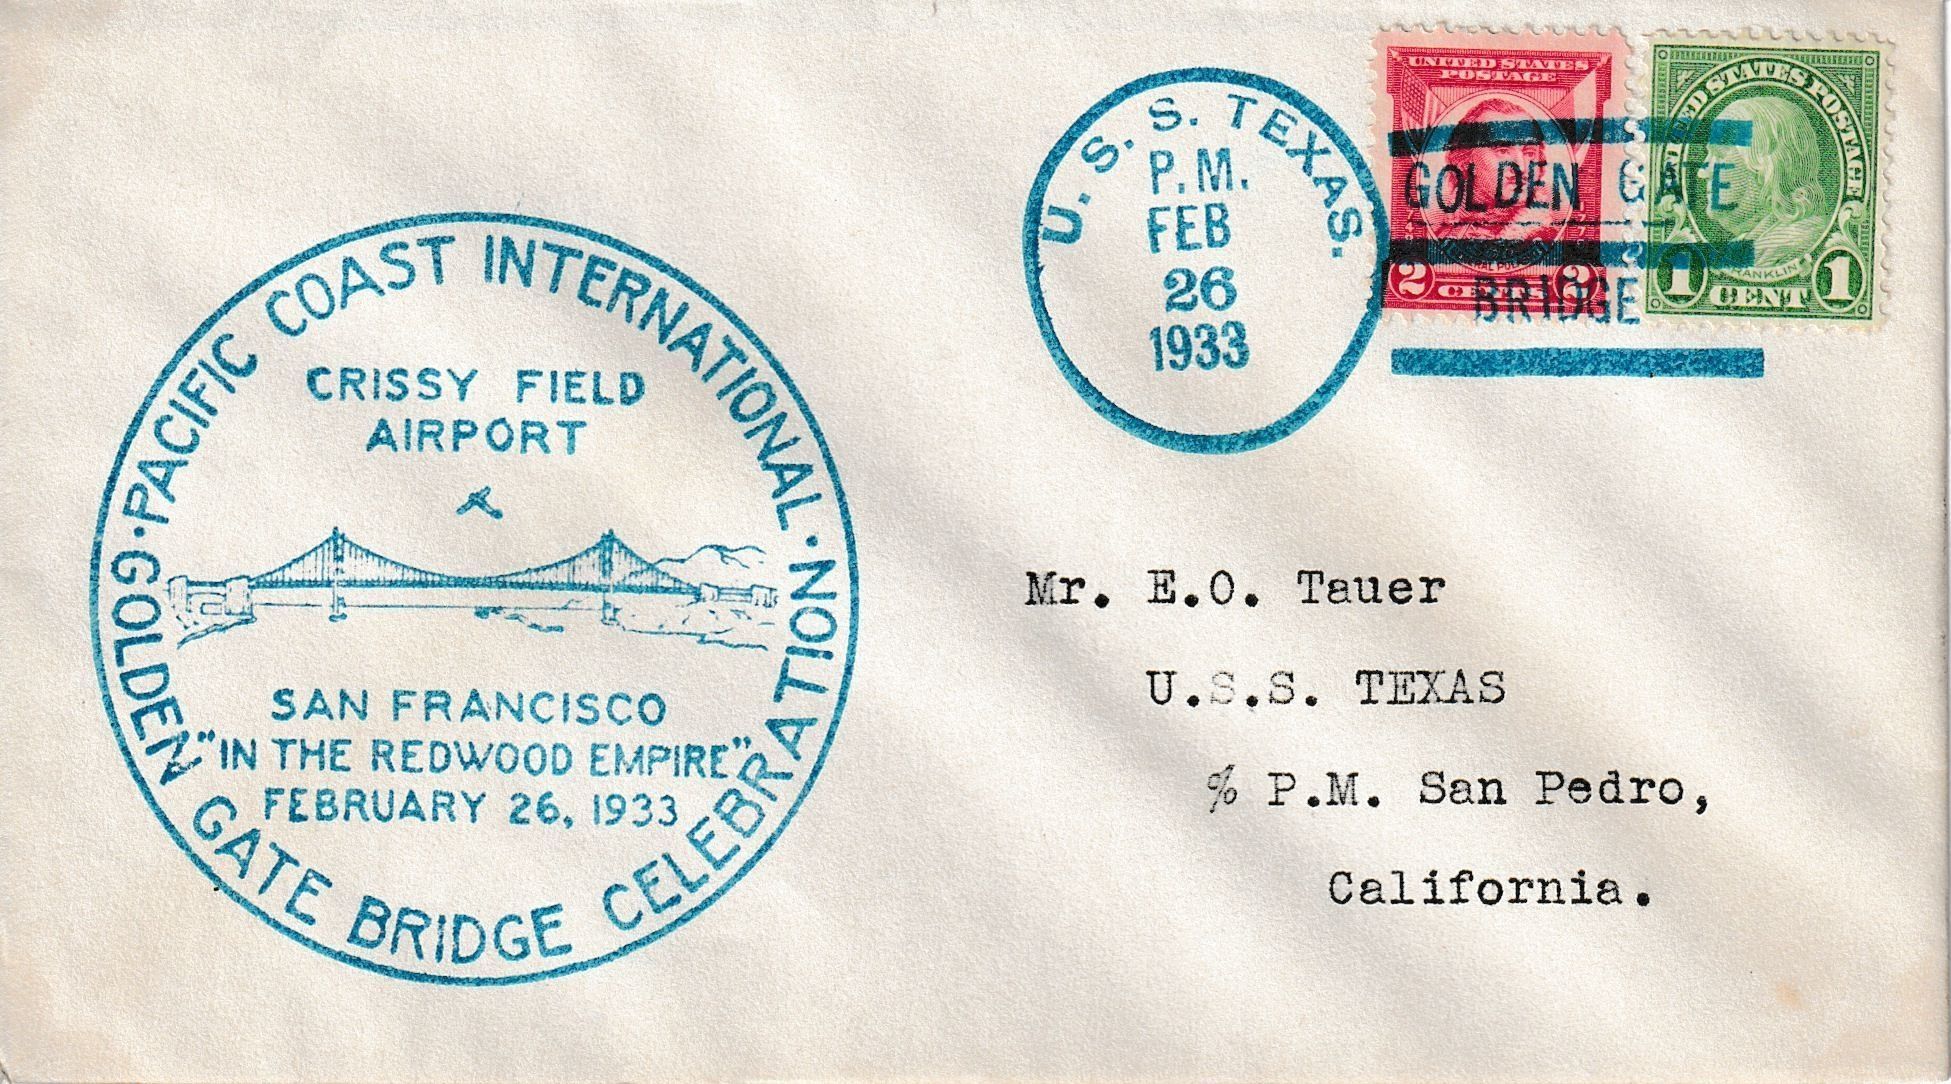 ·PACIFIC COAST INTERNATIONAL·
GOLDEN GATE BRIDGE CELEBRATION
CRISSY FIELD
AIRPORT
SAN FRANCISCO
"IN THE REDWOOD EMPIRE"
FEBRUARY 26, 1933
U.S.S. TEXAS.
P.M.
FEB
26
1933
GOLDEN GATE
BRIDGE
UNITED STATES
POSTAGE
2 CENTS 2
UNITED STATES POSTAGE
FRANKLIN
1 CENT 1
Mr. E.O. Tauer
U.S.S. TEXAS
% P.M. San Pedro,
California.